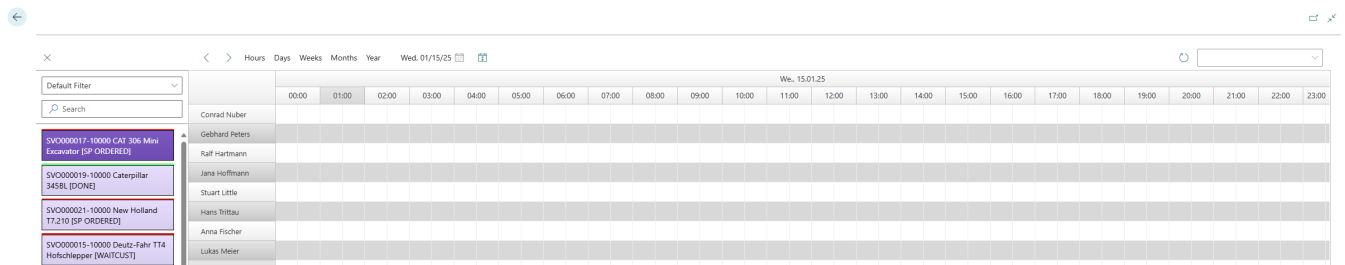 Hours Days Weeks Months Year Wed, 01/15/25
Default Filter
Search
SVO000017-10000 CAT 306 Mini
Excavator [SP ORDERED]
SVO000019-10000 Caterpillar
345BL [DONE]
SVO000021-10000 New Holland
T7.210 [SP ORDERED]
SVO000015-10000 Deutz-Fahr TT4
Hofschlepper [WAITCUST]
We., 15.01.25
00:00 01:00 02:00 03:00 04:00 05:00 06:00 07:00 08:00 09:00 10:00 11:00 12:00 13:00 14:00 15:00 16:00 17:00 18:00 19:00 20:00 21:00 22:00 23:00
Conrad Nuber
Gebhard Peters
Ralf Hartmann
Jana Hoffmann
Stuart Little
Hans Trittau
Anna Fischer
Lukas Meier